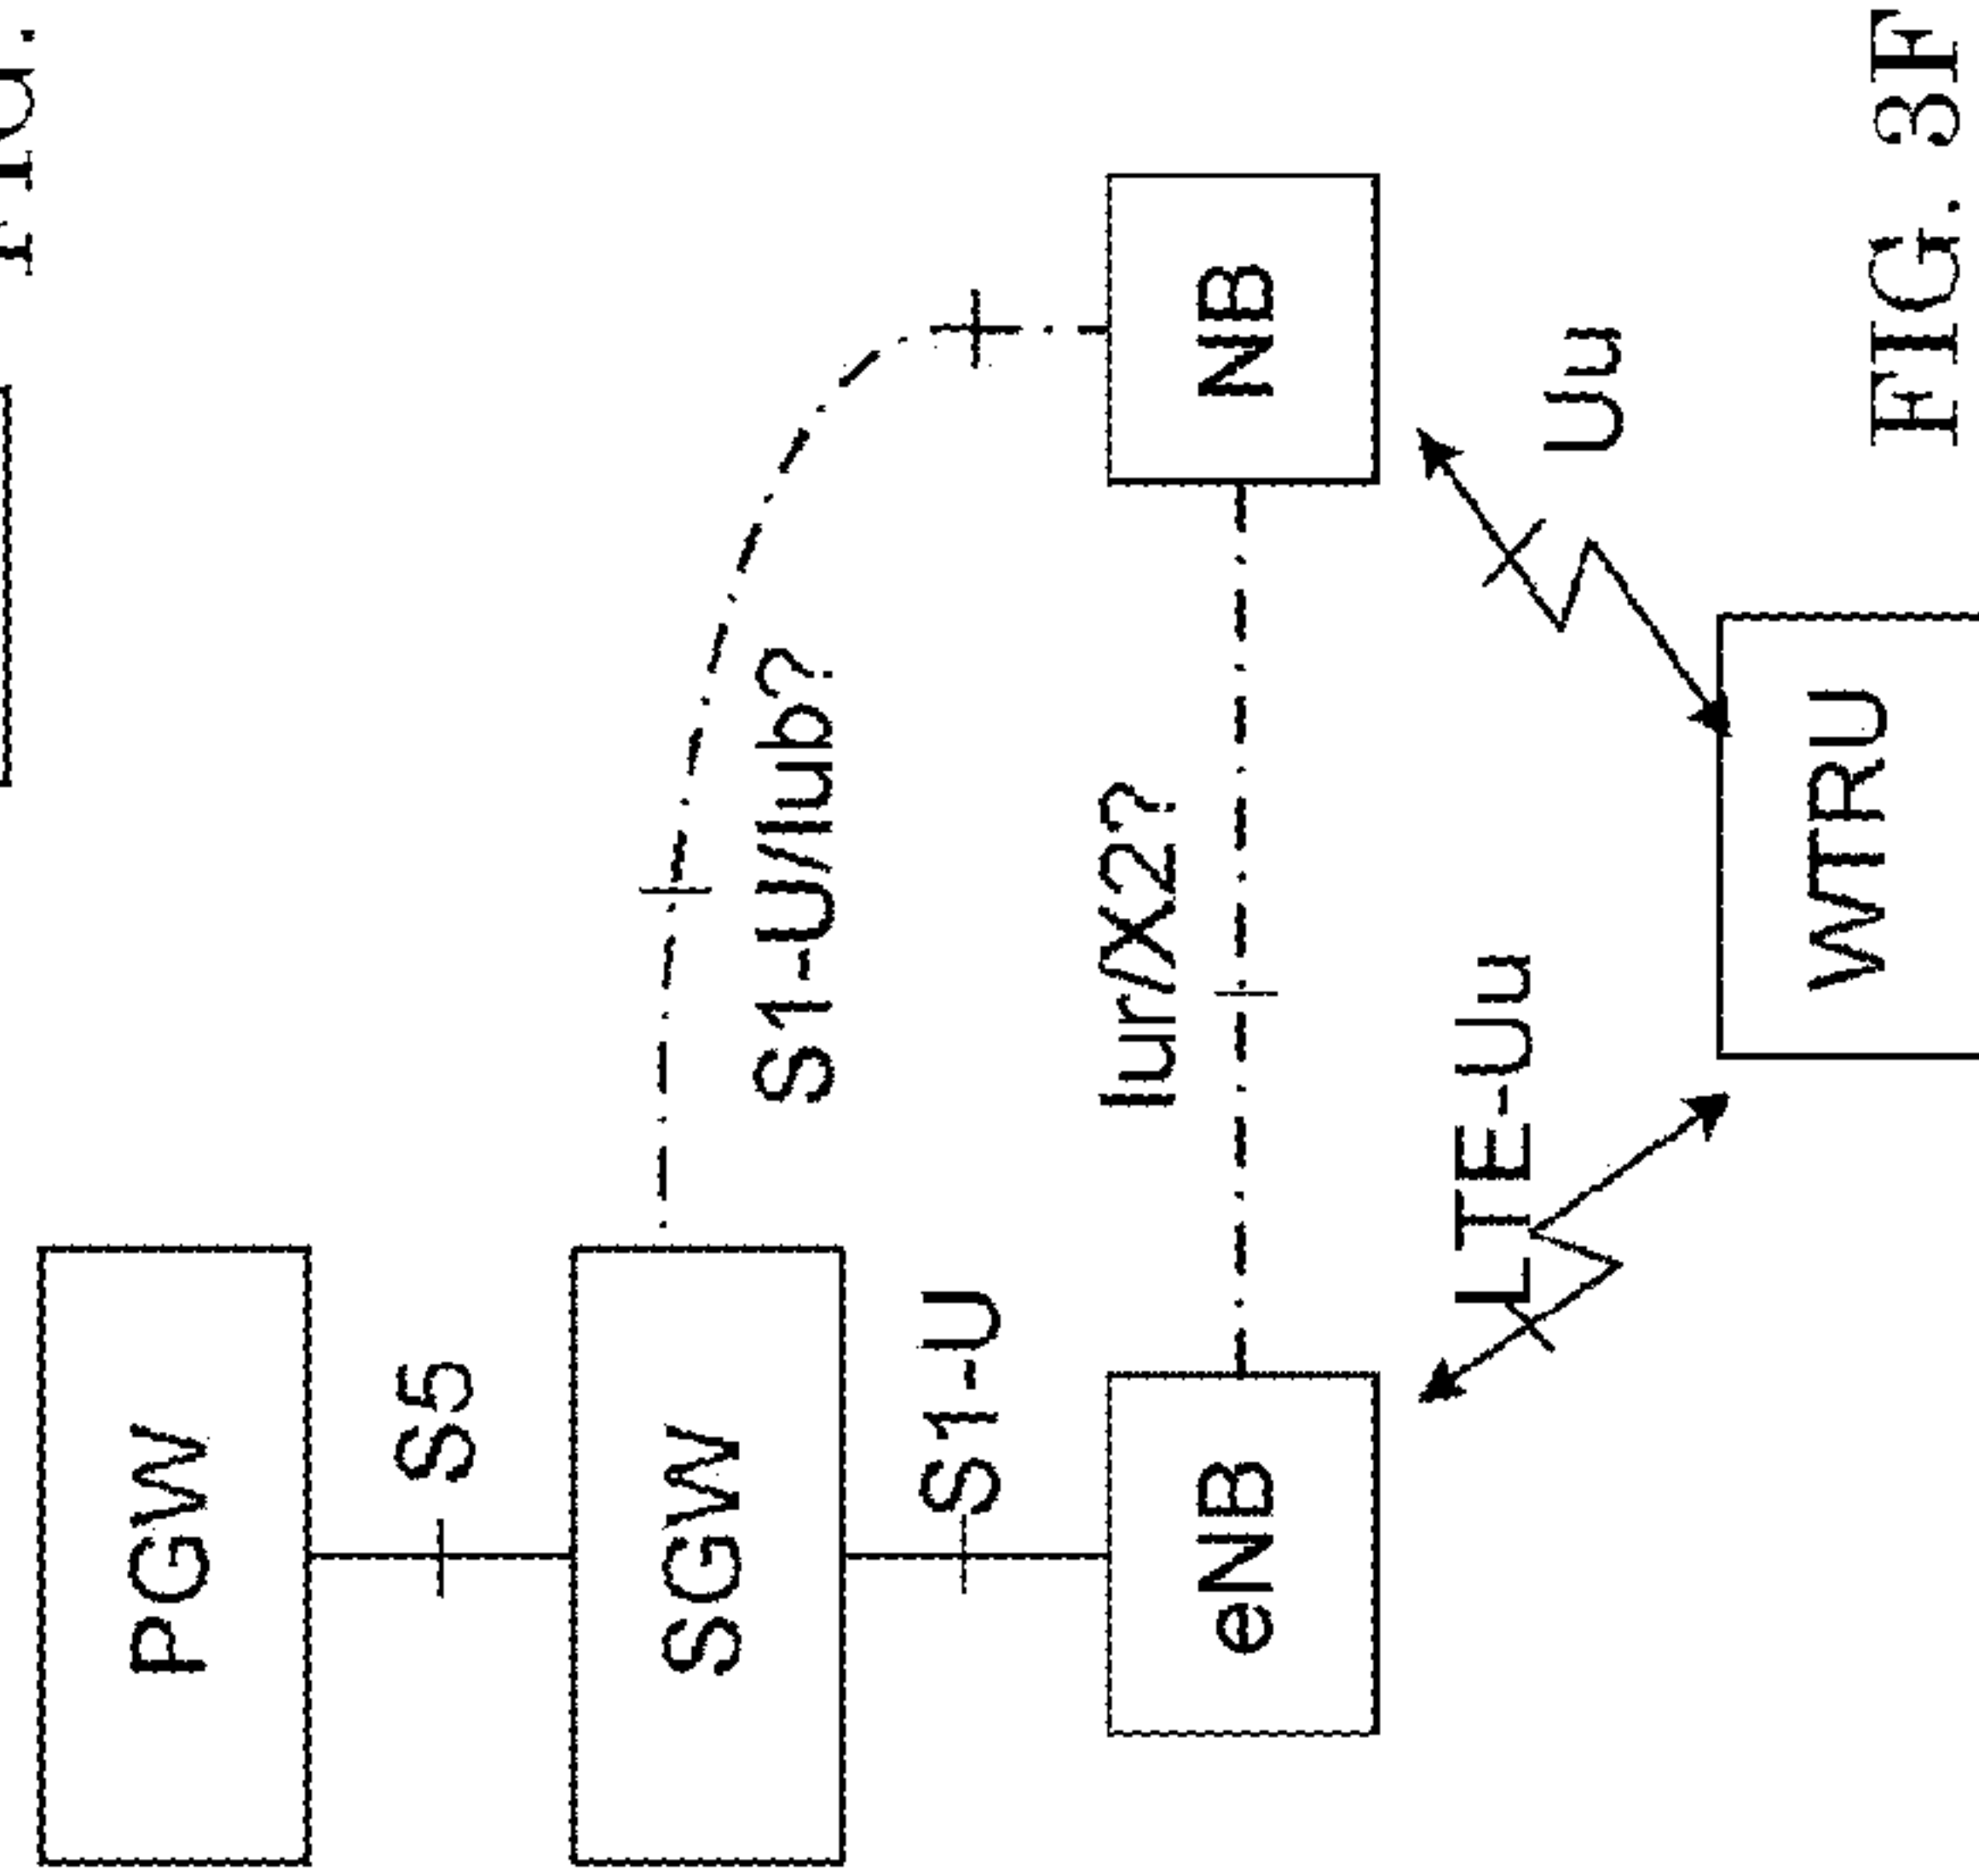 PGW
S5
SGW
S1-U/Iub?
S1-U
Iur/X2?
eNB
NB
LTE-Uu
Uu
WTRU
FIG. 3F
FIG.